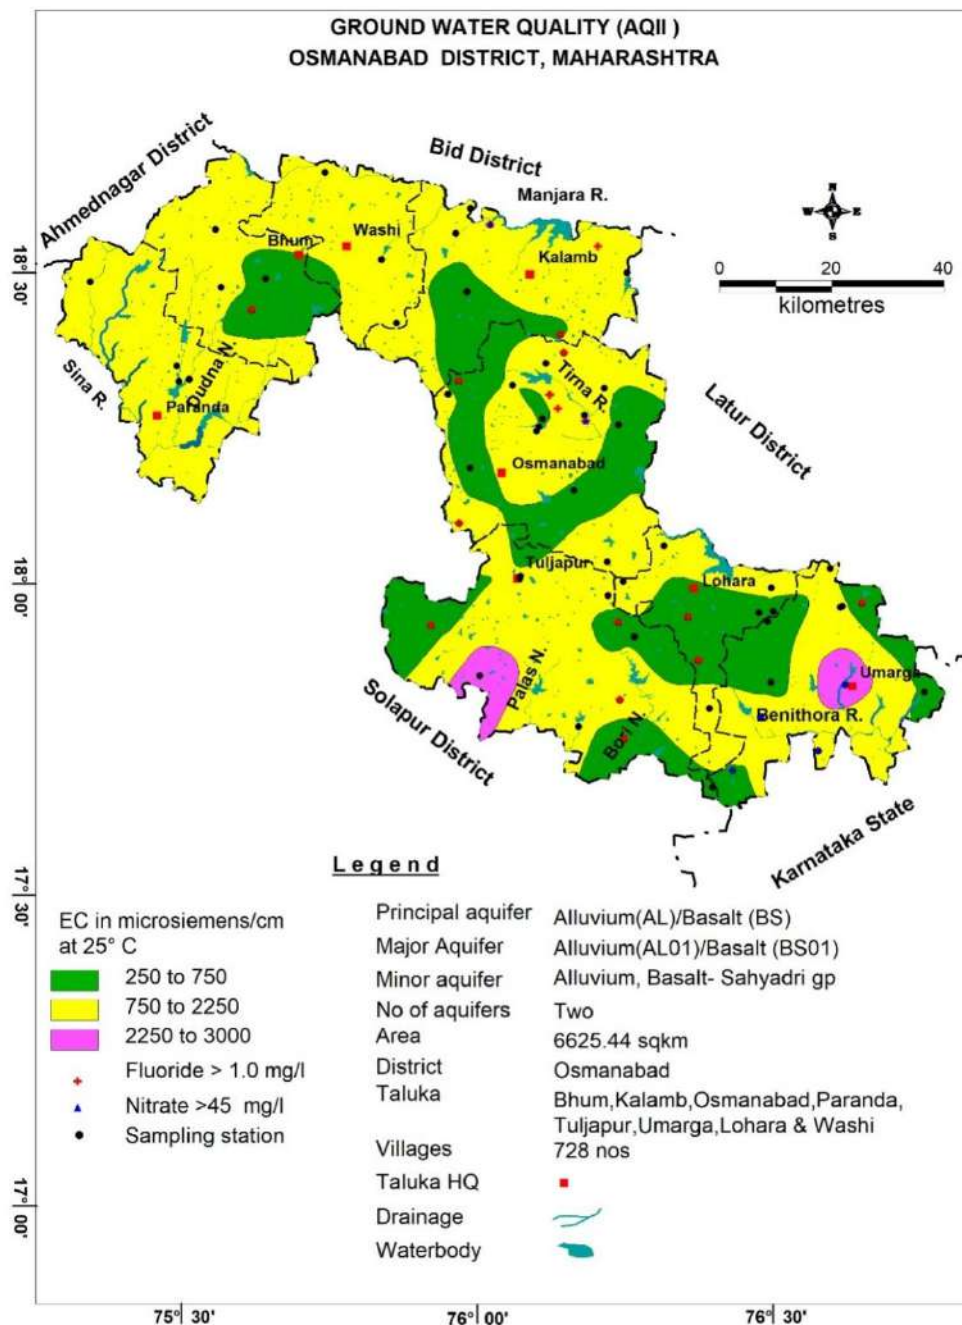 GROUND WATER QUALITY (AQII )
OSMANABAD DISTRICT, MAHARASHTRA
Ahmednagar District
Bid District
Manjara R.
N
W E
S
Bhum
Washi
Kalamb
18° 30'
0 20 40
kilometres
Sina R.
Dudna N.
Paranda
Tirna R.
Latur District
Osmanabad
Tuljapur
Lohara
18° 00'
Solapur District
Palas N.
Umarga
Benithora R.
Bori N.
Karnataka State
17° 30'
Legend
EC in microsiemens/cm
at 25° C
250 to 750
750 to 2250
2250 to 3000
Fluoride > 1.0 mg/l
Nitrate >45 mg/l
Sampling station
Principal aquifer Alluvium(AL)/Basalt (BS)
Major Aquifer Alluvium(AL01)/Basalt (BS01)
Minor aquifer Alluvium, Basalt- Sahyadri gp
No of aquifers Two
Area 6625.44 sqkm
District Osmanabad
Taluka Bhum,Kalamb,Osmanabad,Paranda,
Tuljapur,Umarga,Lohara & Washi
Villages 728 nos
Taluka HQ
Drainage
Waterbody
17° 00'
75° 30' 76° 00' 76° 30'